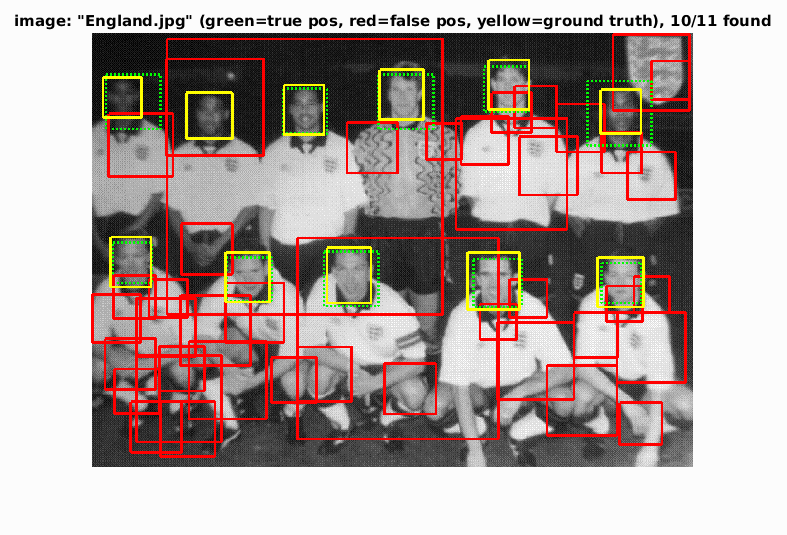 image: "England.jpg" (green=true pos, red=false pos, yellow=ground truth), 10/11 found